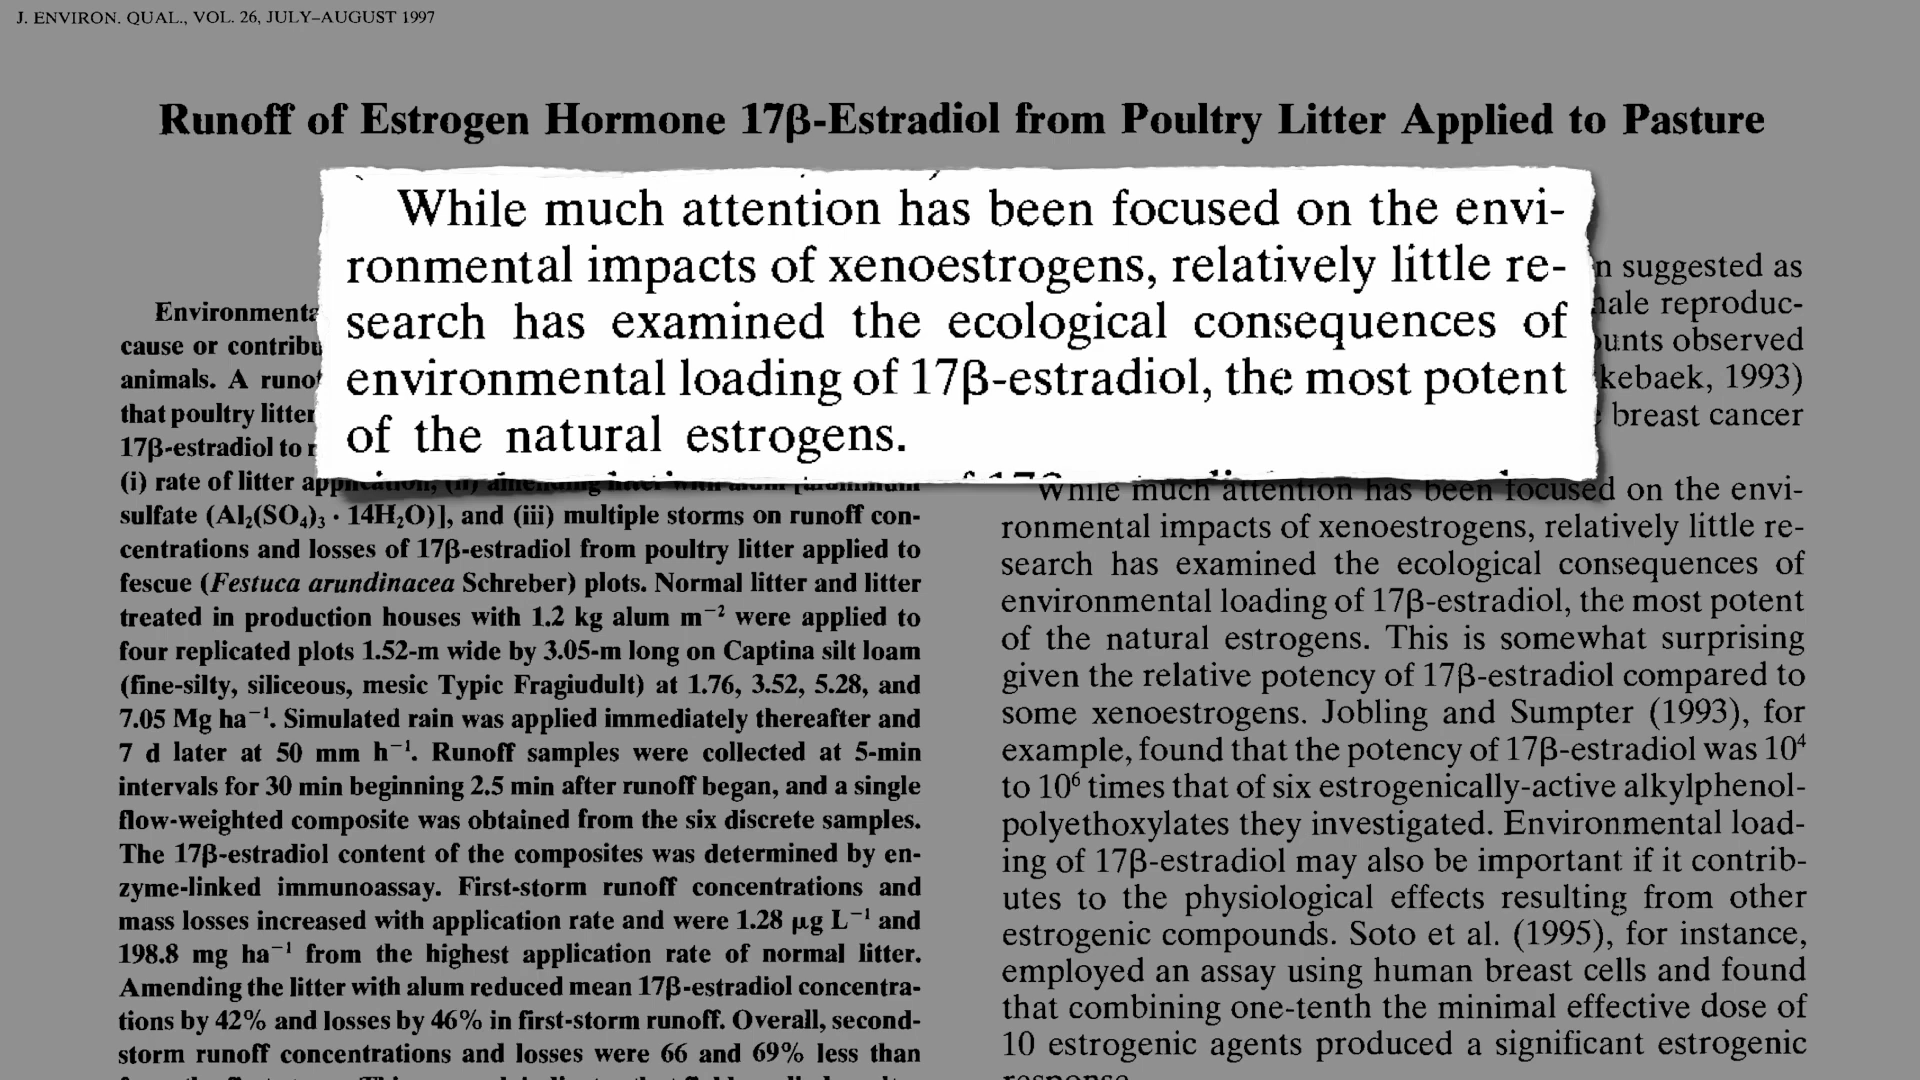 J. ENVIRON. QUAL., VOL. 26, JULY–AUGUST 1997
Runoff of Estrogen Hormone 17β-Estradiol from Poultry Litter Applied to Pasture
While much attention has been focused on the envi-
ronmental impacts of xenoestrogens, relatively little re-
search has examined the ecological consequences of
environmental loading of 17β-estradiol, the most potent
of the natural estrogens.
cause or
animals. A
that poultry litter
17β-estradiol to
(i) rate of litter
sulfate (Al₂(SO₄)₃ · 14H₂O)], and (iii) multiple storms on runoff con-
centrations and losses of 17β-estradiol from poultry litter applied to
fescue (Festuca arundinacea Schreber) plots. Normal litter and litter
treated in production houses with 1.2 kg alum m⁻² were applied to
four replicated plots 1.52-m wide by 3.05-m long on Captina silt loam
(fine-silty, siliceous, mesic Typic Fragiudult) at 1.76, 3.52, 5.28, and
7.05 Mg ha⁻¹. Simulated rain was applied immediately thereafter and
7 d later at 50 mm h⁻¹. Runoff samples were collected at 5-min
intervals for 30 min beginning 2.5 min after runoff began, and a single
flow-weighted composite was obtained from the six discrete samples.
The 17β-estradiol content of the composites was determined by en-
zyme-linked immunoassay. First-storm runoff concentrations and
mass losses increased with application rate and were 1.28 μg L⁻¹ and
198.8 mg ha⁻¹ from the highest application rate of normal litter.
Amending the litter with alum reduced mean 17β-estradiol concentra-
tions by 42% and losses by 46% in first-storm runoff. Overall, second-
storm runoff concentrations and losses were 66 and 69% less than
suggested as
reproduc-
observed
1993)
breast cancer
While much attention has been focused on the envi-
ronmental impacts of xenoestrogens, relatively little re-
search has examined the ecological consequences of
environmental loading of 17β-estradiol, the most potent
of the natural estrogens. This is somewhat surprising
given the relative potency of 17β-estradiol compared to
some xenoestrogens. Jobling and Sumpter (1993), for
example, found that the potency of 17β-estradiol was 10⁴
to 10⁶ times that of six estrogenically-active alkylphenol-
polyethoxylates they investigated. Environmental load-
ing of 17β-estradiol may also be important if it contrib-
utes to the physiological effects resulting from other
estrogenic compounds. Soto et al. (1995), for instance,
employed an assay using human breast cells and found
that combining one-tenth the minimal effective dose of
10 estrogenic agents produced a significant estrogenic